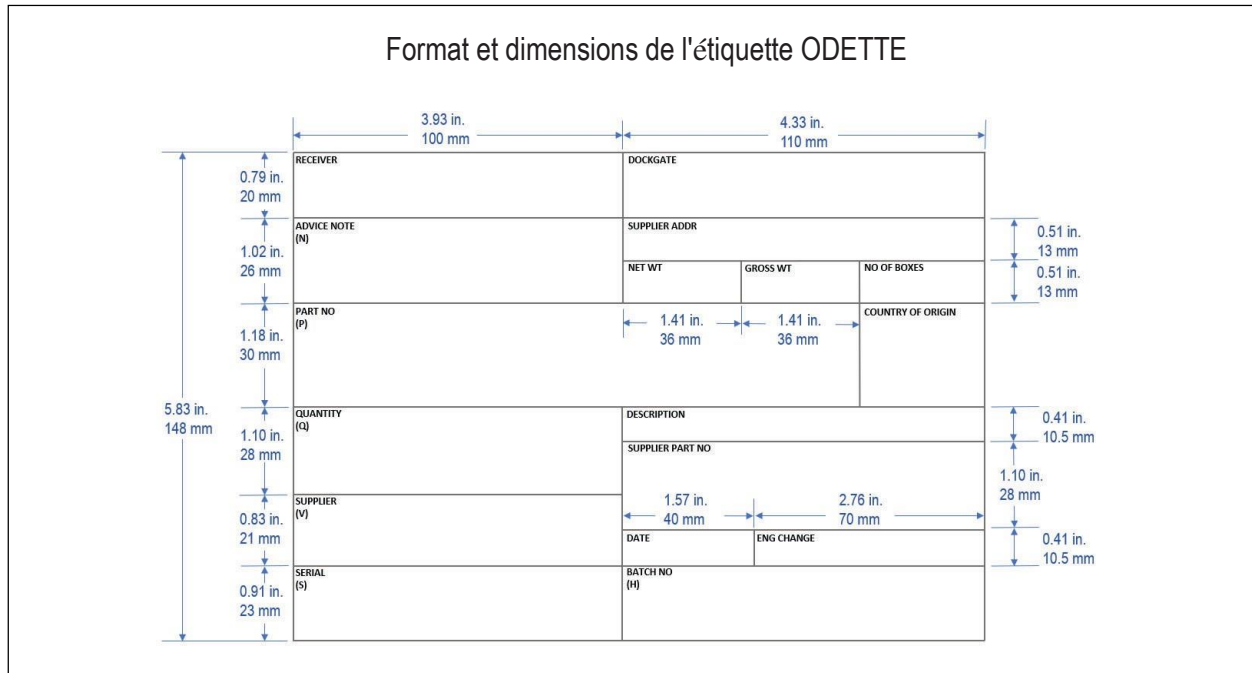 Format et dimensions de l'étiquette ODETTE
3.93 in.
100 mm
4.33 in.
110 mm
5.83 in.
148 mm
0.79 in.
20 mm
RECEIVER
DOCKGATE
1.02 in.
26 mm
ADVICE NOTE
(N)
SUPPLIER ADDR
0.51 in.
13 mm
NET WT
GROSS WT
NO OF BOXES
0.51 in.
13 mm
1.18 in.
30 mm
PART NO
(P)
1.41 in.
36 mm
1.41 in.
36 mm
COUNTRY OF ORIGIN
1.10 in.
28 mm
QUANTITY
(Q)
DESCRIPTION
0.41 in.
10.5 mm
SUPPLIER PART NO
1.10 in.
28 mm
0.83 in.
21 mm
SUPPLIER
(V)
1.57 in.
40 mm
2.76 in.
70 mm
DATE
ENG CHANGE
0.41 in.
10.5 mm
0.91 in.
23 mm
SERIAL
(S)
BATCH NO
(H)